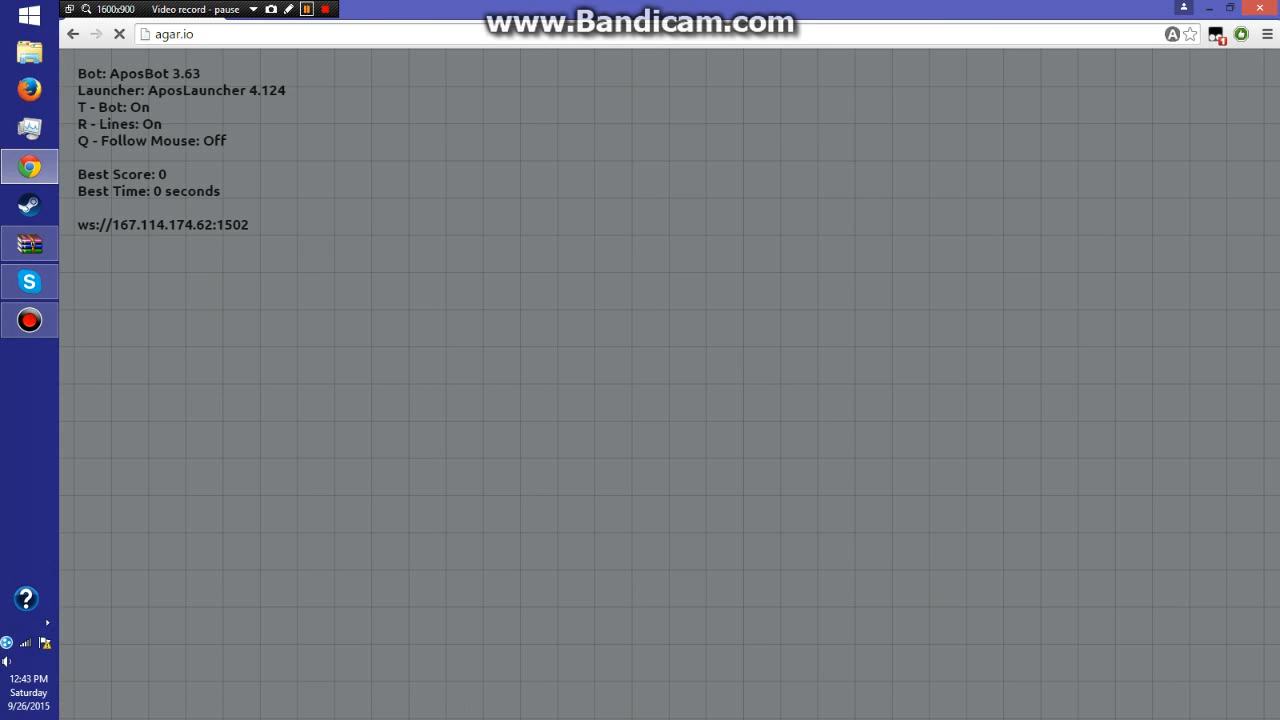 1600x900 Video record - pause
www.Bandicam.com
agar.io
A
1
Bot: AposBot 3.63
Launcher: AposLauncher 4.124
T - Bot: On
R - Lines: On
Q - Follow Mouse: Off
Best Score: 0
Best Time: 0 seconds
ws://167.114.174.62:1502
S
?
12:43 PM
Saturday
9/26/2015